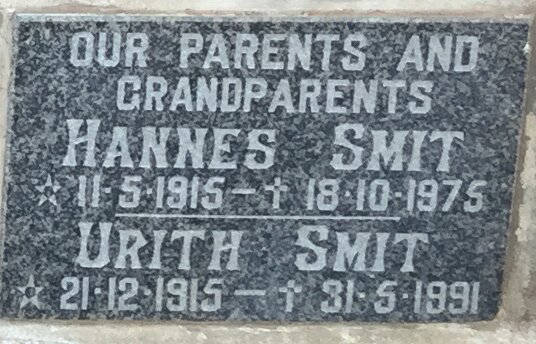 OUR PARENTS AND
GRANDPARENTS
HANNES SMIT
☆ 11·5·1915 – † 18·10·1975
URITH SMIT
☆ 21·12·1915 – † 31·5·1991